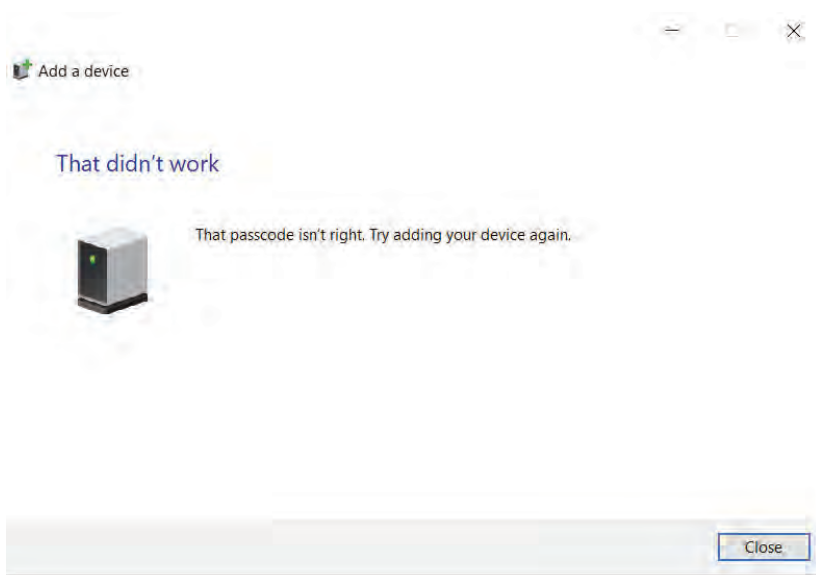 Add a device
That didn't work
That passcode isn't right. Try adding your device again.
Close